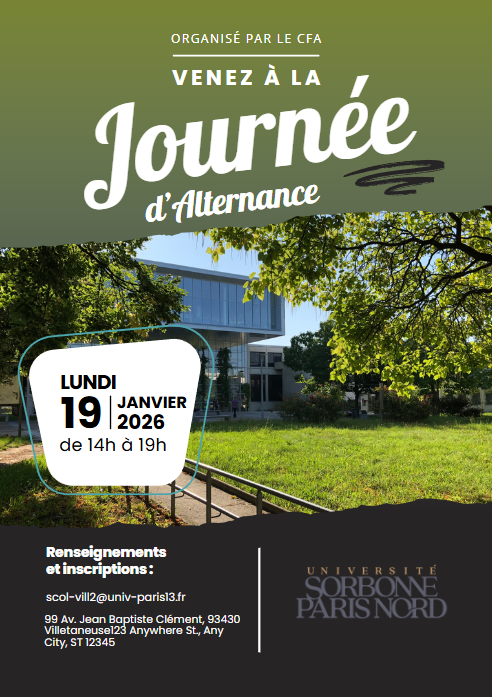 ORGANISÉ PAR LE CFA
VENEZ À LA
Journée
d'Alternance
LUNDI
19 JANVIER
2026
de 14h à 19h
Renseignements
et inscriptions :
scol-vill2@univ-paris13.fr
99 Av. Jean Baptiste Clément, 93430
Villetaneuse123 Anywhere St., Any
City, ST 12345
UNIVERSITÉ
SORBONNE
PARIS NORD